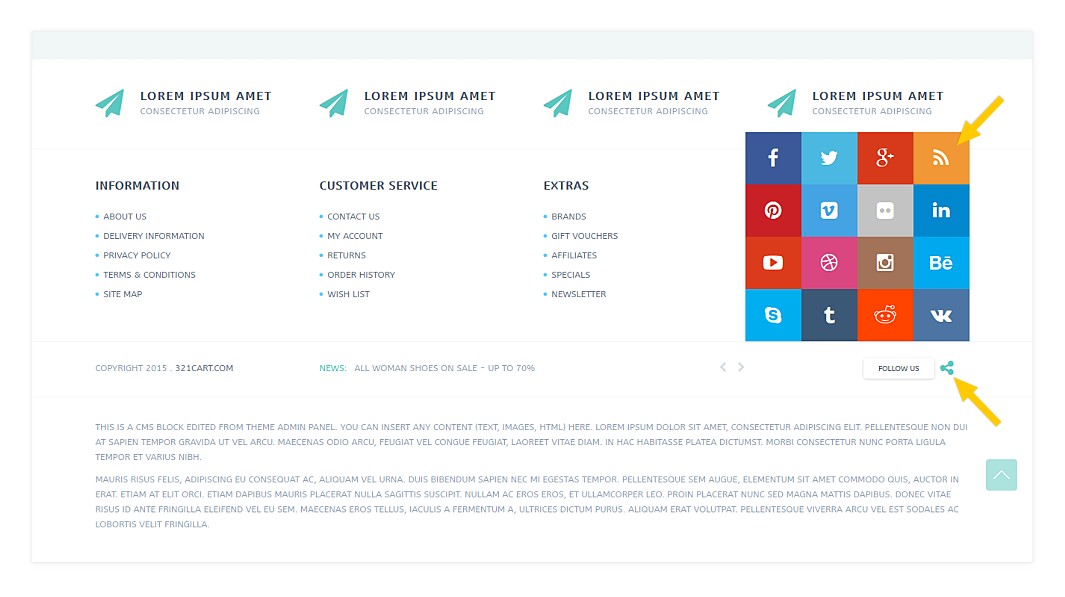 LOREM IPSUM AMET
CONSECTETUR ADIPISCING
LOREM IPSUM AMET
CONSECTETUR ADIPISCING
LOREM IPSUM AMET
CONSECTETUR ADIPISCING
LOREM IPSUM AMET
CONSECTETUR ADIPISCING
INFORMATION
ABOUT US
DELIVERY INFORMATION
PRIVACY POLICY
TERMS & CONDITIONS
SITE MAP
CUSTOMER SERVICE
CONTACT US
MY ACCOUNT
RETURNS
ORDER HISTORY
WISH LIST
EXTRAS
BRANDS
GIFT VOUCHERS
AFFILIATES
SPECIALS
NEWSLETTER
f
g+
in
Bē
t
COPYRIGHT 2015 . 321CART.COM
NEWS: ALL WOMAN SHOES ON SALE - UP TO 70%
FOLLOW US
THIS IS A CMS BLOCK EDITED FROM THEME ADMIN PANEL. YOU CAN INSERT ANY CONTENT (TEXT, IMAGES, HTML) HERE. LOREM IPSUM DOLOR SIT AMET, CONSECTETUR ADIPISCING ELIT. PELLENTESQUE NON DUI
AT SAPIEN TEMPOR GRAVIDA UT VEL ARCU. MAECENAS ODIO ARCU, FEUGIAT VEL CONGUE FEUGIAT, LAOREET VITAE DIAM. IN HAC HABITASSE PLATEA DICTUMST. MORBI CONSECTETUR NUNC PORTA LIGULA
TEMPOR ET VARIUS NIBH.
MAURIS RISUS FELIS, ADIPISCING EU CONSEQUAT AC, ALIQUAM VEL URNA. DUIS BIBENDUM SAPIEN NEC MI EGESTAS TEMPOR. PELLENTESQUE SEM AUGUE, ELEMENTUM SIT AMET COMMODO QUIS, AUCTOR IN
ERAT. ETIAM AT ELIT ORCI. ETIAM DAPIBUS MAURIS PLACERAT NULLA SAGITTIS SUSCIPIT. NULLAM AC EROS EROS, ET ULLAMCORPER LEO. PROIN PLACERAT NUNC SED MAGNA MATTIS DAPIBUS. DONEC VITAE
RISUS ID ANTE FRINGILLA ELEIFEND VEL EU SEM. MAECENAS EROS TELLUS, IACULIS A FERMENTUM A, ULTRICES DICTUM PURUS. ALIQUAM ERAT VOLUTPAT. PELLENTESQUE VIVERRA ARCU VEL EST SODALES AC
LOBORTIS VELIT FRINGILLA.